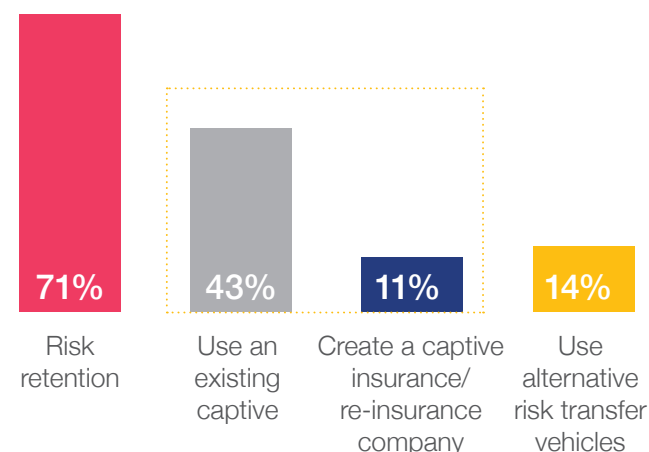 71%
43%
11%
14%
Risk
retention
Use an
existing
captive
Create a captive
insurance/
re-insurance
company
Use
alternative
risk transfer
vehicles